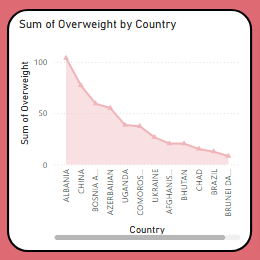 Sum of Overweight by Country
Sum of Overweight
100
50
0
ALBANIA
CHINA
BOSNIA A...
AZERBAIJAN
UGANDA
COMOROS...
UKRAINE
AFGHANIS...
BHUTAN
CHAD
BRAZIL
BRUNEI DA...
Country